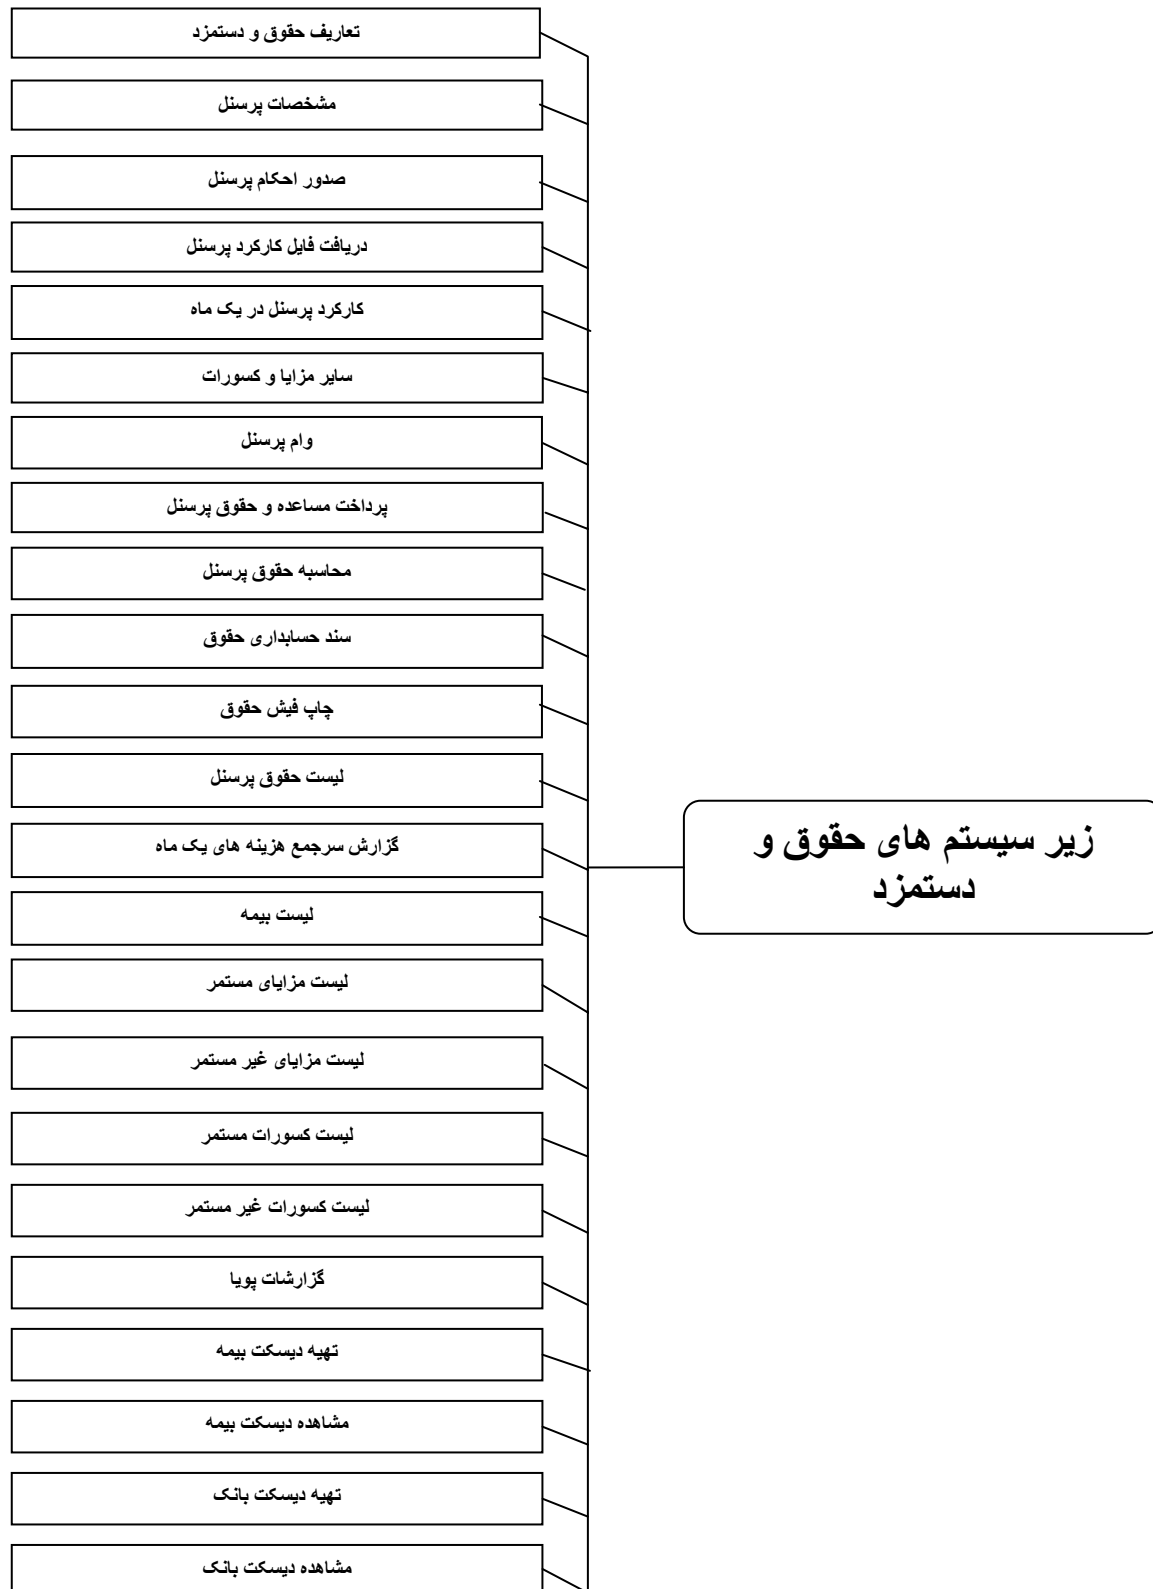 زیر سیستم های حقوق و
دستمزد
تعاریف حقوق و دستمزد
مشخصات پرسنل
صدور احکام پرسنل
دریافت فایل کارکرد پرسنل
کارکرد پرسنل در یک ماه
سایر مزایا و کسورات
وام پرسنل
پرداخت مساعده و حقوق پرسنل
محاسبه حقوق پرسنل
سند حسابداری حقوق
چاپ فیش حقوق
لیست حقوق پرسنل
گزارش سرجمع هزینه های یک ماه
لیست بیمه
لیست مزایای مستمر
لیست مزایای غیر مستمر
لیست کسورات مستمر
لیست کسورات غیر مستمر
گزارشات پویا
تهیه دیسکت بیمه
مشاهده دیسکت بیمه
تهیه دیسکت بانک
مشاهده دیسکت بانک